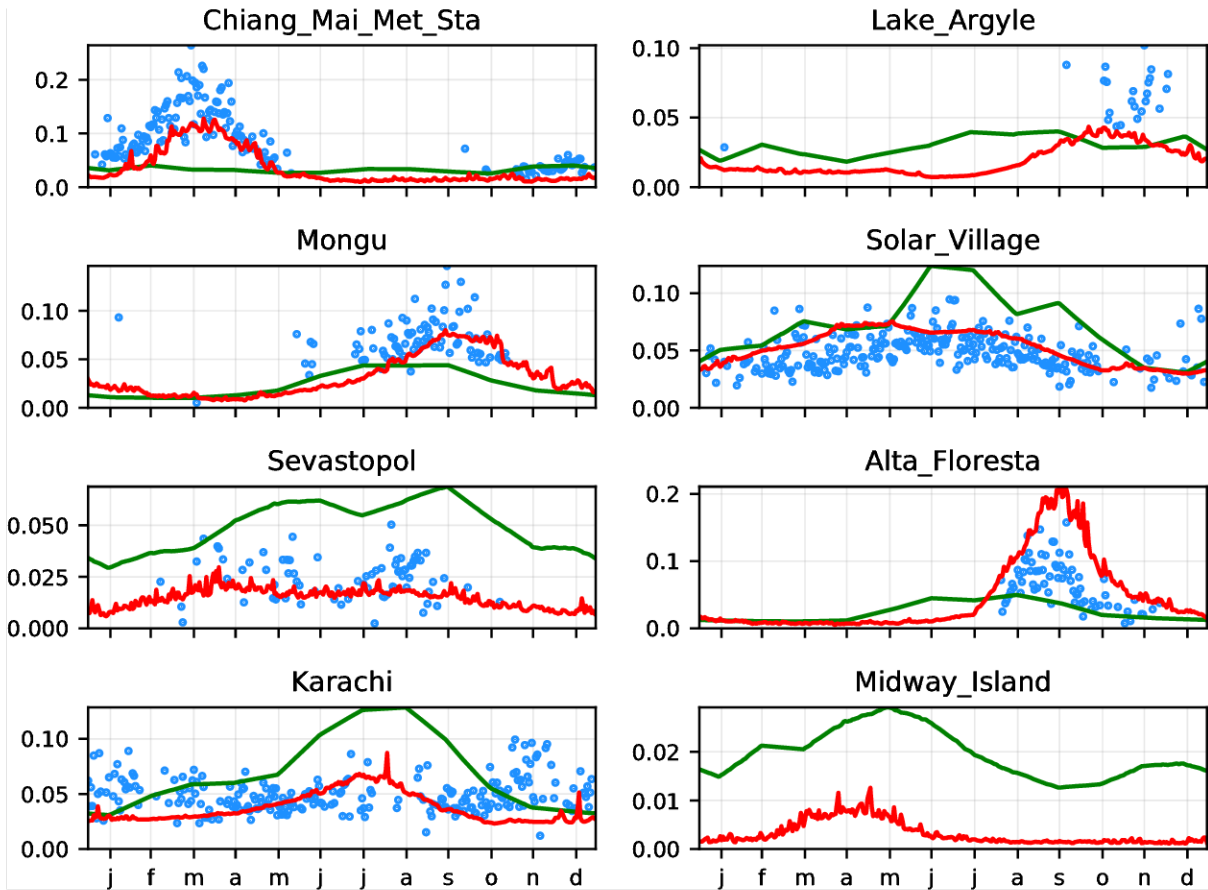 Chiang_Mai_Met_Sta
Lake_Argyle
0.2
0.1
0.0
0.10
0.05
0.00
Mongu
Solar_Village
0.10
0.05
0.00
0.10
0.05
0.00
Sevastopol
Alta_Floresta
0.050
0.025
0.000
0.2
0.1
0.0
Karachi
Midway_Island
0.10
0.05
0.00
0.02
0.01
0.00
j f m a m j j a s o n d
j f m a m j j a s o n d